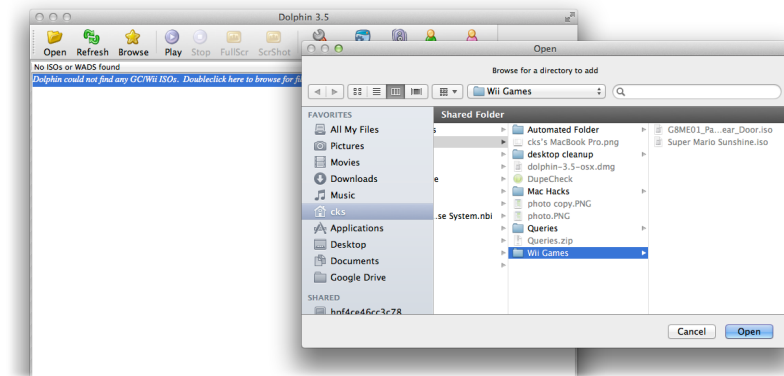 Dolphin 3.5
Open Refresh Browse Play Stop FullScr ScrShot
No ISOs or WADS found
Dolphin could not find any GC/Wii ISOs. Doubleclick here to browse for
Open
Browse for a directory to add
Wii Games
FAVORITES
All My Files
Pictures
Movies
Downloads
Music
cks
Applications
Desktop
Documents
Google Drive
SHARED
hpf4ce46cc3c78
Shared Folder
.se System.nbi
Automated Folder
cks's MacBook Pro.png
desktop cleanup
dolphin-3.5-osx.dmg
DupeCheck
Mac Hacks
photo copy.PNG
photo.PNG
Queries
Queries.zip
Wii Games
G8ME01_Pa...ear_Door.iso
Super Mario Sunshine.iso
Cancel Open